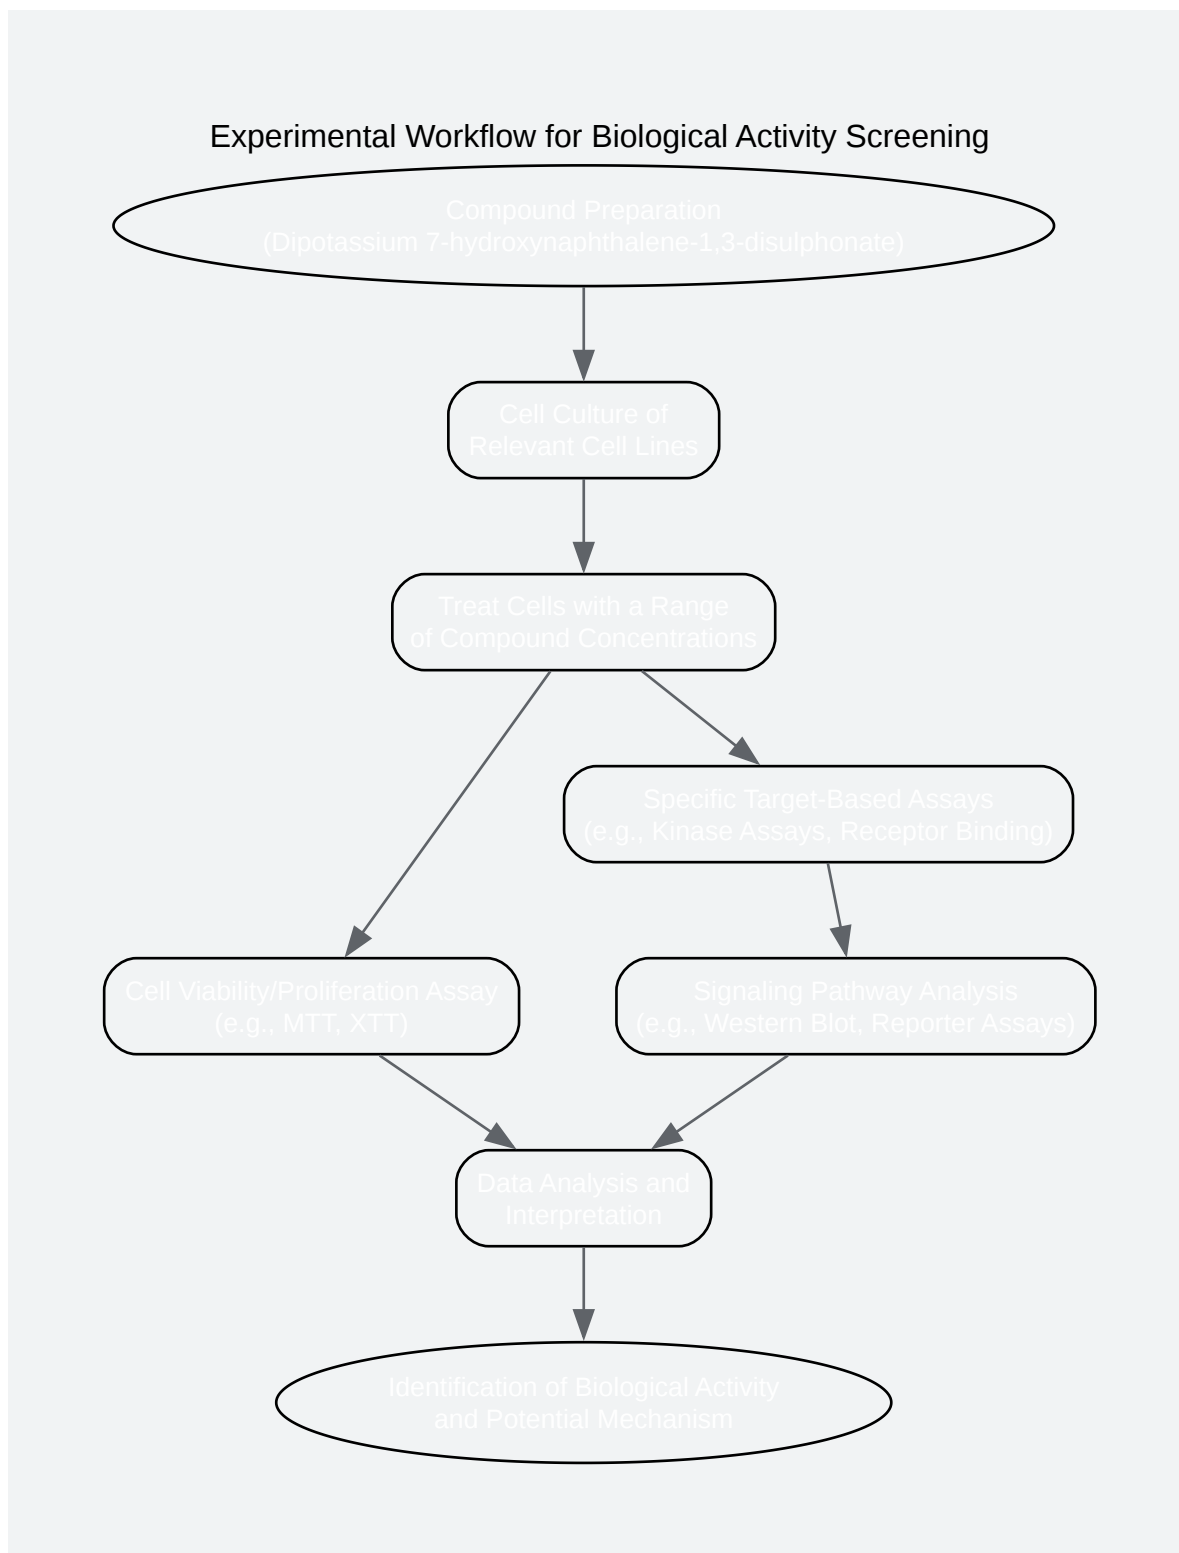 Experimental Workflow for Biological Activity Screening
Compound Preparation
(Dipotassium 7-hydroxynaphthalene-1,3-disulphonate)
Cell Culture of
Relevant Cell Lines
Treat Cells with a Range
of Compound Concentrations
Specific Target-Based Assays
(e.g., Kinase Assays, Receptor Binding)
Cell Viability/Proliferation Assay
(e.g., MTT, XTT)
Signaling Pathway Analysis
(e.g., Western Blot, Reporter Assays)
Data Analysis and
Interpretation
Identification of Biological Activity
and Potential Mechanism